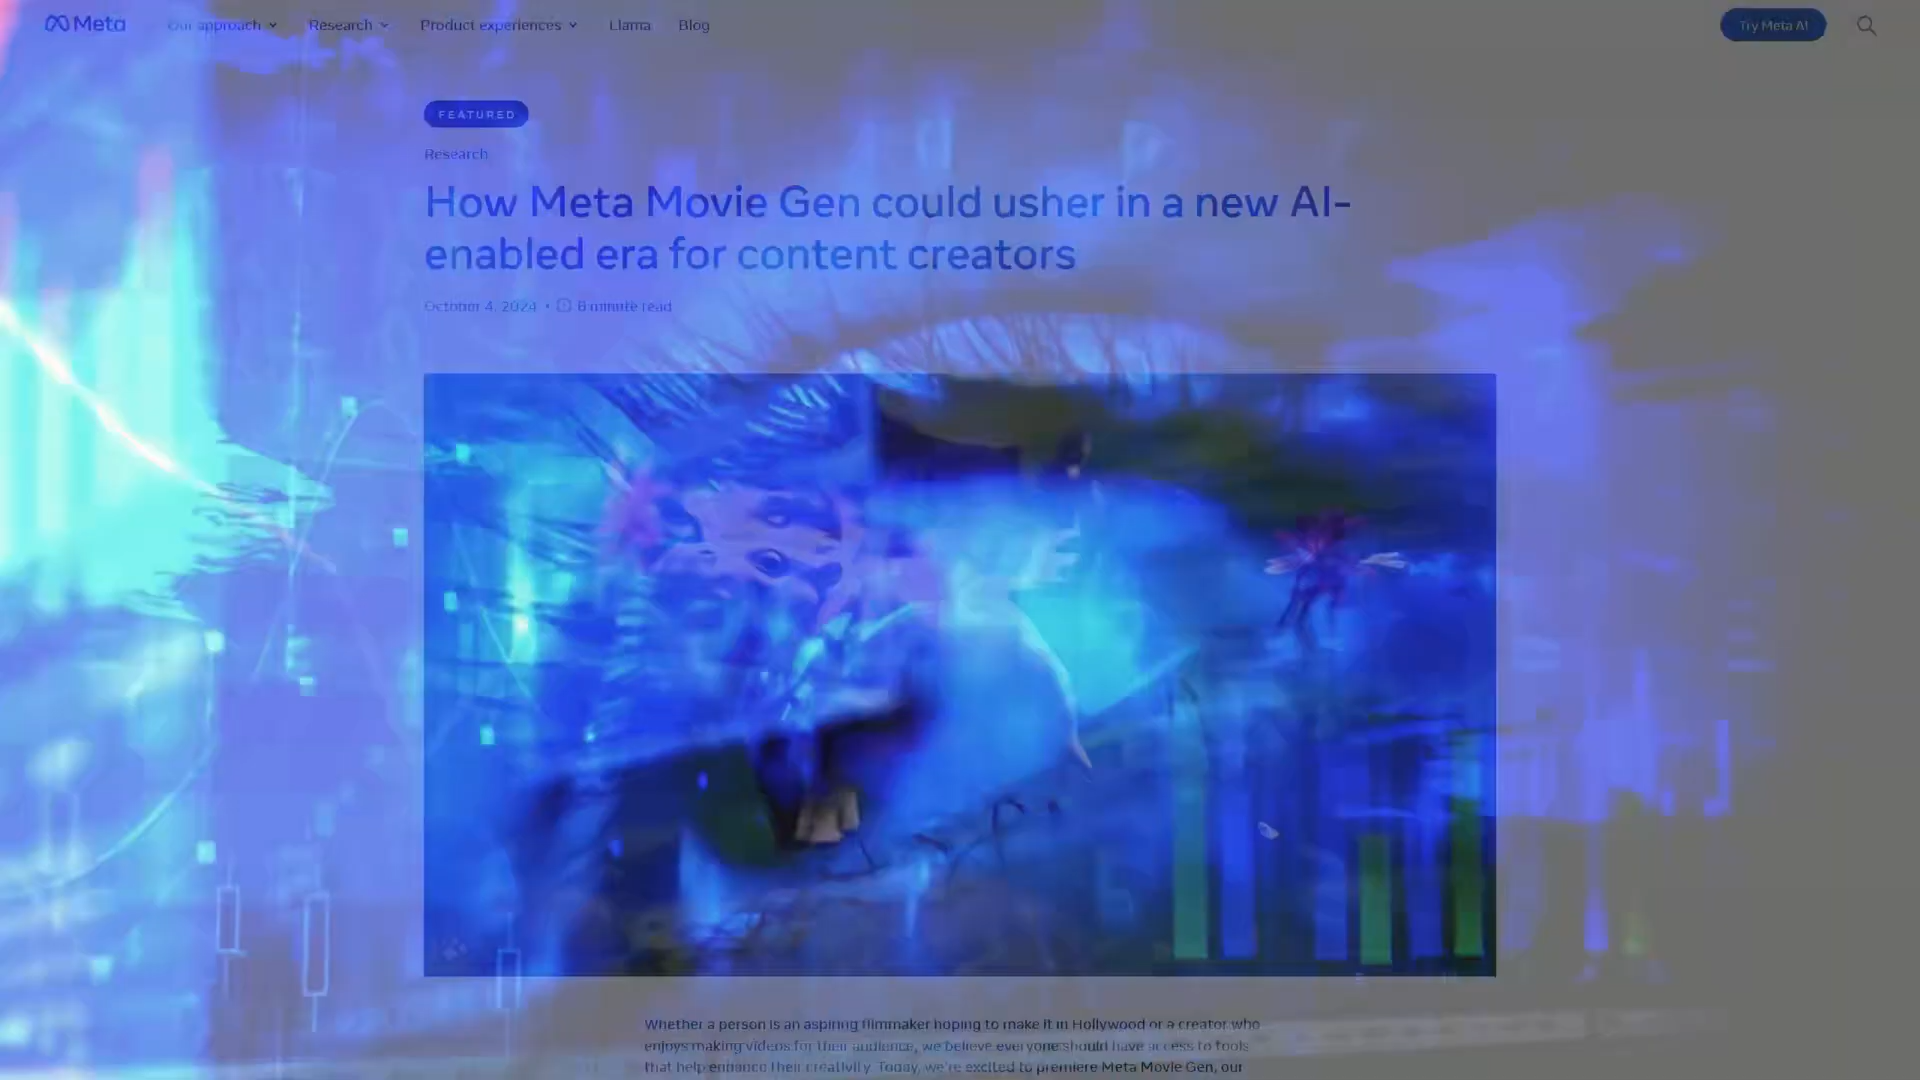 Meta Our approach Research Product experiences Llama Blog Try Meta AI
FEATURED
Research
How Meta Movie Gen could usher in a new AI-
enabled era for content creators
October 4, 2024 • 6 minute read
Whether a person is an aspiring filmmaker hoping to make it in Hollywood or a creator who
enjoys making videos for their audience, we believe everyone should have access to tools
that help enhance their creativity. Today, we're excited to premiere Meta Movie Gen, our